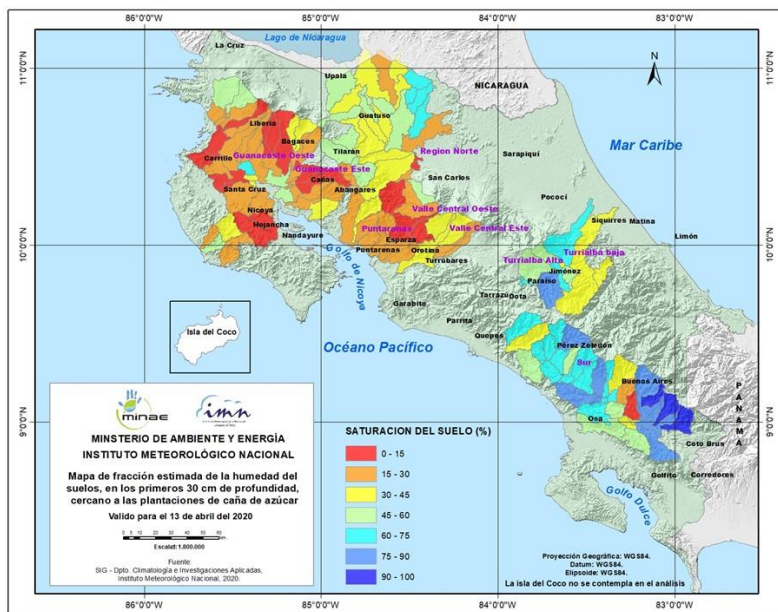 86°0'0"W
85°0'0"W
84°0'0"W
83°0'0"W
11°0'0"N
10°0'0"N
9°0'0"N
11°0'0"N
10°0'0"N
9°0'0"N
La Cruz
Lago de Nicaragua
Upala
NICARAGUA
N
Guatuso
Liberia
Bagaces
Mar Caribe
Carrillo
Guanacaste Oeste
Tilarán
Region Norte
Sarapiquí
Guanacaste Este
Cañas
San Carlos
Santa Cruz
Abangares
Pococí
Nicoya
Valle Central Oeste
Siquirres
Matina
Hojancha
Puntarenas
Valle Central Este
Limón
Nandayure
Esparza
Puntarenas
Orotina
Turrialba Alta
Turrialba baja
Turrubares
Jiménez
Golfo de Nicoya
Paraíso
Tarrazu
Dota
Garabito
Parrita
Isla del Coco
Quepos
Océano Pacífico
Pérez Zeledón
Sur
Buenos Aires
PANAMA
Osa
Coto Brus
Golfito
Corredores
Golfo Dulce
minae
imn
MINSTERIO DE AMBIENTE Y ENERGÍA
INSTITUTO METEOROLÓGICO NACIONAL
Mapa de fracción estimada de la humedad del
suelos, en los primeros 30 cm de profundidad,
cercano a las plantaciones de caña de azúcar
Valido para el 13 de abril del 2020
Escala:1:800.000
Fuente:
SIG - Dpto. Climatología e Investigaciones Aplicadas,
Instituto Meteorológico Nacional, 2020.
SATURACION DEL SUELO (%)
0 - 15
15 - 30
30 - 45
45 - 60
60 - 75
75 - 90
90 - 100
Proyección Geográfica: WGS84.
Datum: WGS84.
Elipsoide: WGS84.
La isla del Coco no se contempla en el análisis
86°0'0"W
85°0'0"W
84°0'0"W
83°0'0"W